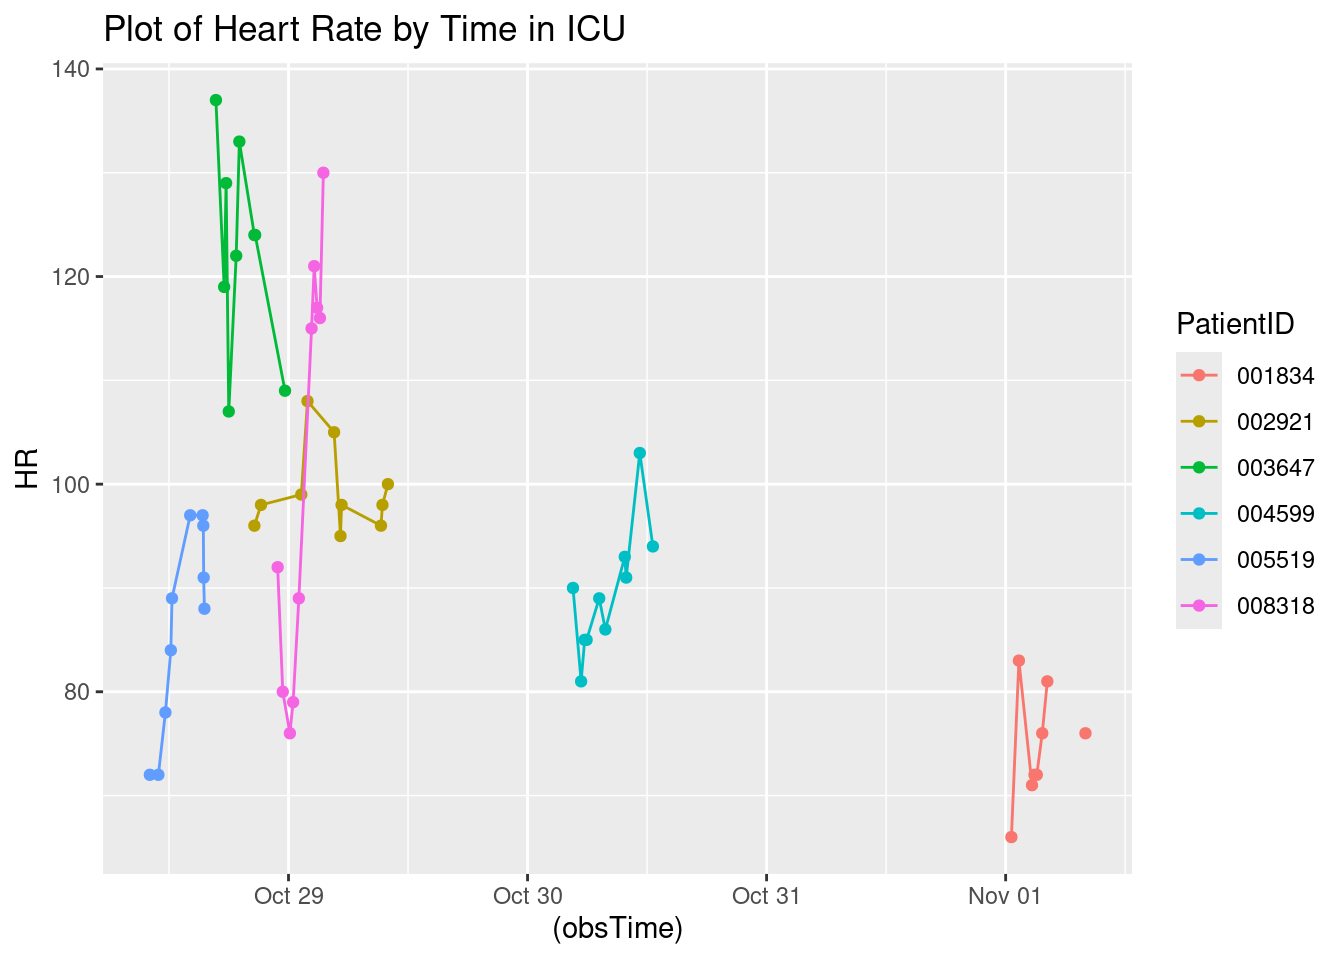 Plot of Heart Rate by Time in ICU
140
120
100
80
HR
Oct 29
Oct 30
Oct 31
Nov 01
(obsTime)
PatientID
001834
002921
003647
004599
005519
008318